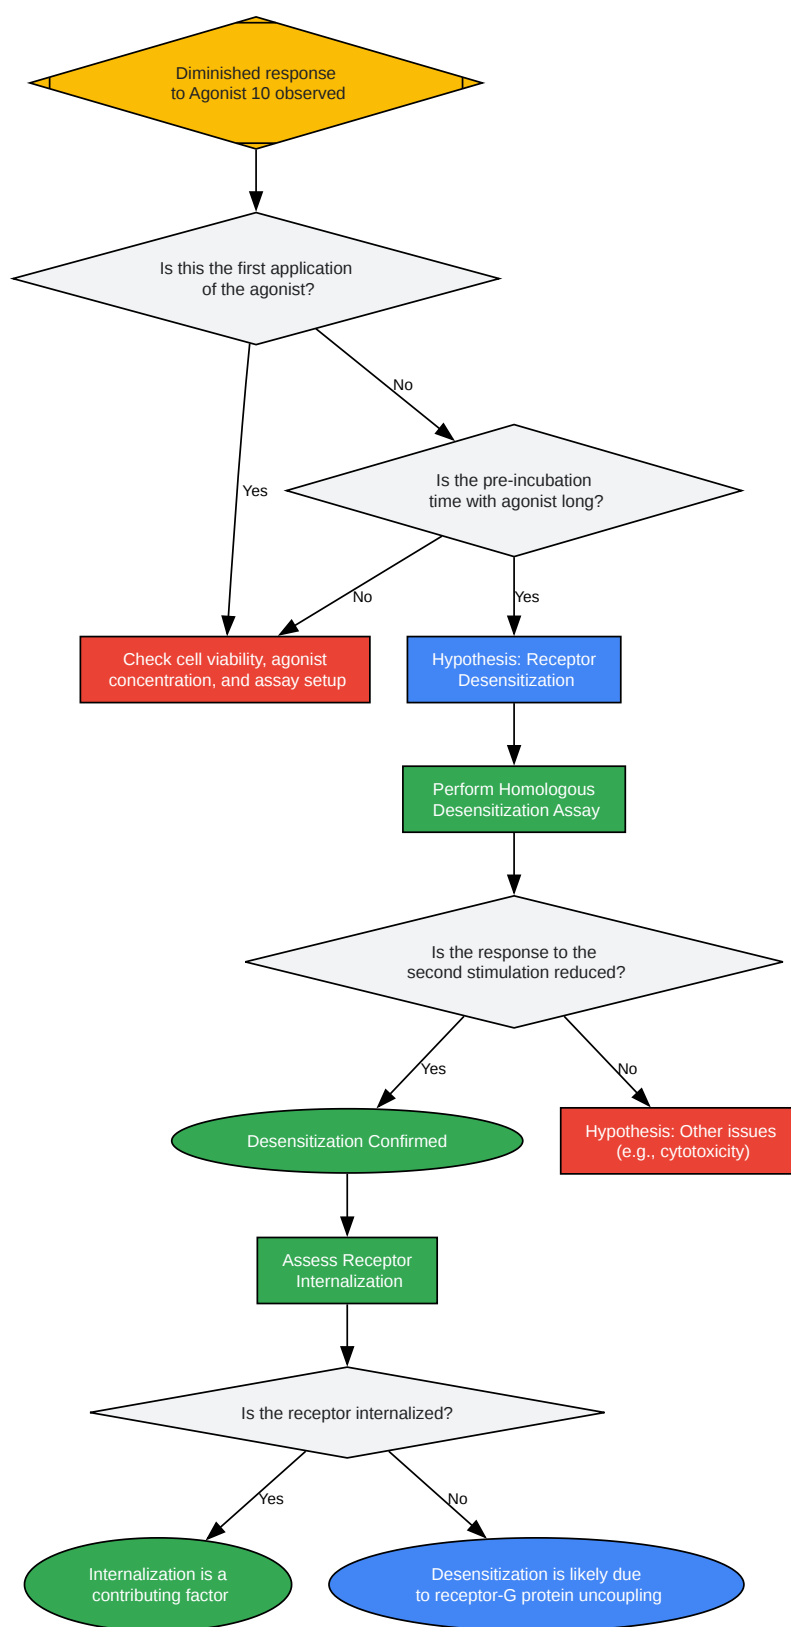 Diminished response
to Agonist 10 observed
Is this the first application
of the agonist?
No
Is the pre-incubation
time with agonist long?
Yes
No
Yes
Check cell viability, agonist
concentration, and assay setup
Hypothesis: Receptor
Desensitization
Perform Homologous
Desensitization Assay
Is the response to the
second stimulation reduced?
Yes
No
Desensitization Confirmed
Hypothesis: Other issues
(e.g., cytotoxicity)
Assess Receptor
Internalization
Is the receptor internalized?
Yes
No
Internalization is a
contributing factor
Desensitization is likely due
to receptor-G protein uncoupling